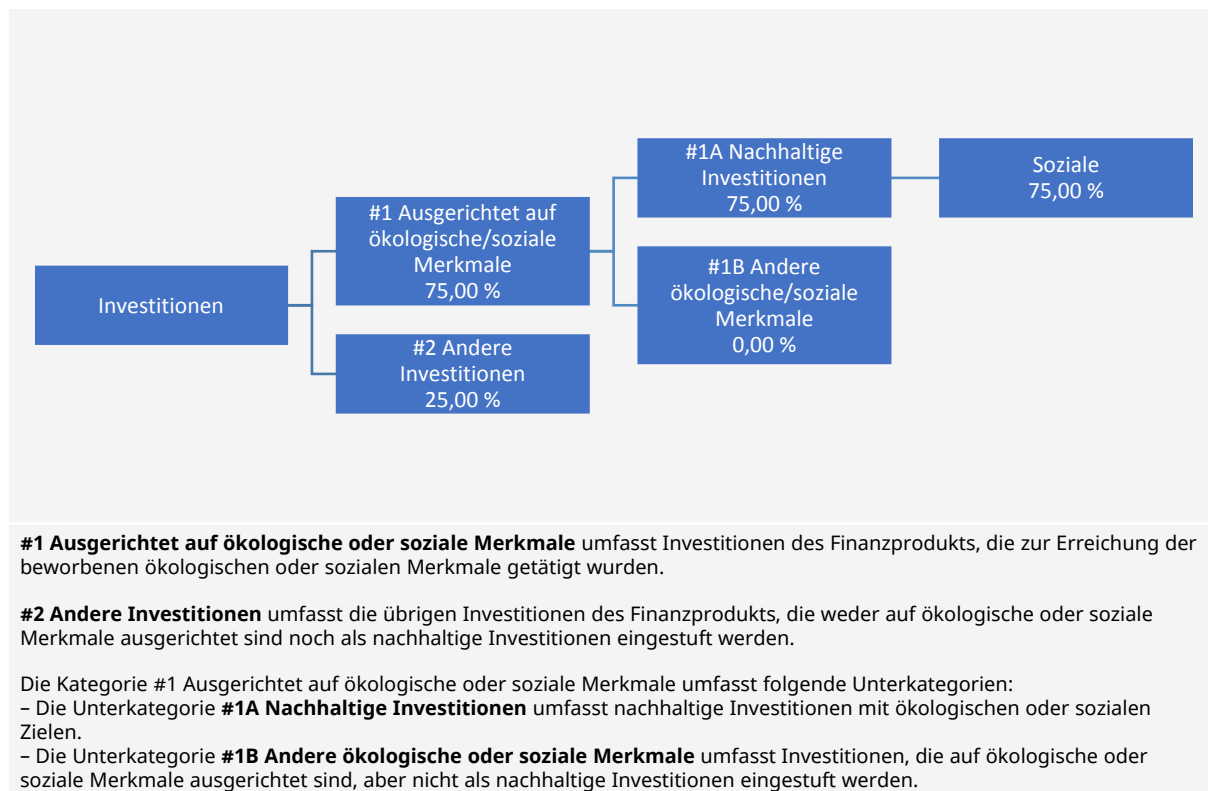 Investitionen
#1 Ausgerichtet auf
ökologische/soziale
Merkmale
75,00 %
#2 Andere
Investitionen
25,00 %
#1A Nachhaltige
Investitionen
75,00 %
#1B Andere
ökologische/soziale
Merkmale
0,00 %
Soziale
75,00 %
#1 Ausgerichtet auf ökologische oder soziale Merkmale umfasst Investitionen des Finanzprodukts, die zur Erreichung der
beworbenen ökologischen oder sozialen Merkmale getätigt wurden.
#2 Andere Investitionen umfasst die übrigen Investitionen des Finanzprodukts, die weder auf ökologische oder soziale
Merkmale ausgerichtet sind noch als nachhaltige Investitionen eingestuft werden.
Die Kategorie #1 Ausgerichtet auf ökologische oder soziale Merkmale umfasst folgende Unterkategorien:
– Die Unterkategorie #1A Nachhaltige Investitionen umfasst nachhaltige Investitionen mit ökologischen oder sozialen
Zielen.
– Die Unterkategorie #1B Andere ökologische oder soziale Merkmale umfasst Investitionen, die auf ökologische oder
soziale Merkmale ausgerichtet sind, aber nicht als nachhaltige Investitionen eingestuft werden.